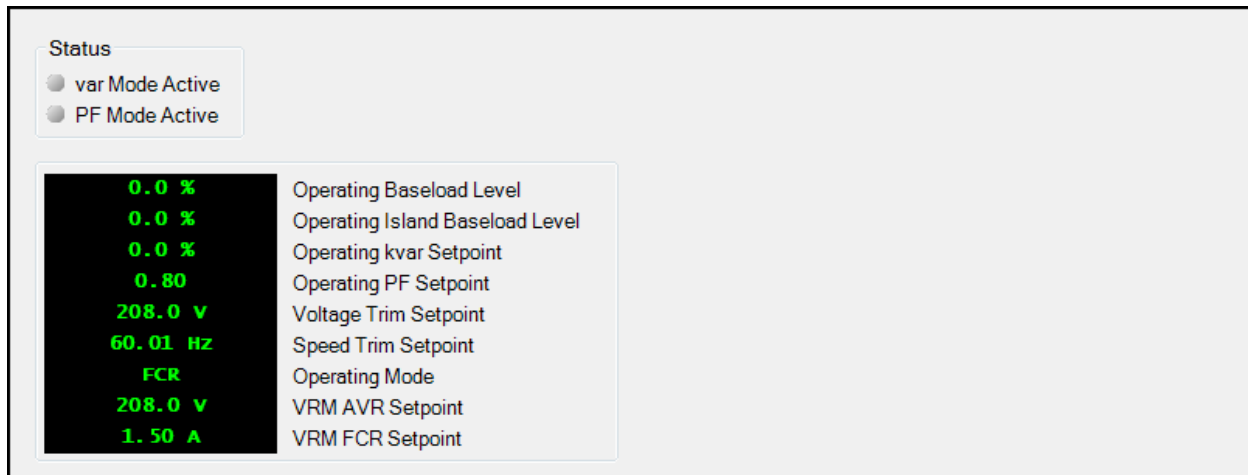 Status
var Mode Active
PF Mode Active
0.0 % Operating Baseload Level
0.0 % Operating Island Baseload Level
0.0 % Operating kvar Setpoint
0.80 Operating PF Setpoint
208.0 V Voltage Trim Setpoint
60.01 Hz Speed Trim Setpoint
FCR Operating Mode
208.0 V VRM AVR Setpoint
1.50 A VRM FCR Setpoint